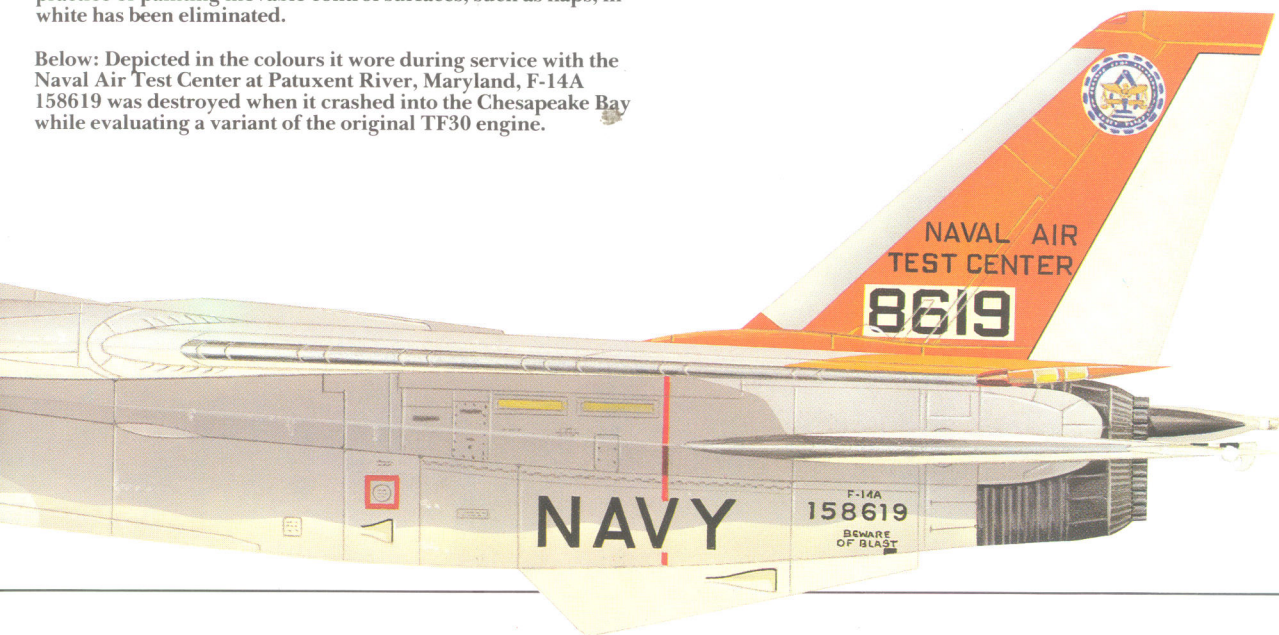 white has been eliminated.
Below: Depicted in the colours it wore during service with the
Naval Air Test Center at Patuxent River, Maryland, F-14A
158619 was destroyed when it crashed into the Chesapeake Bay
while evaluating a variant of the original TF30 engine.
NAVAL AIR
TEST CENTER
8619
NAVY
F-14A
158619
BEWARE
OF BLAST